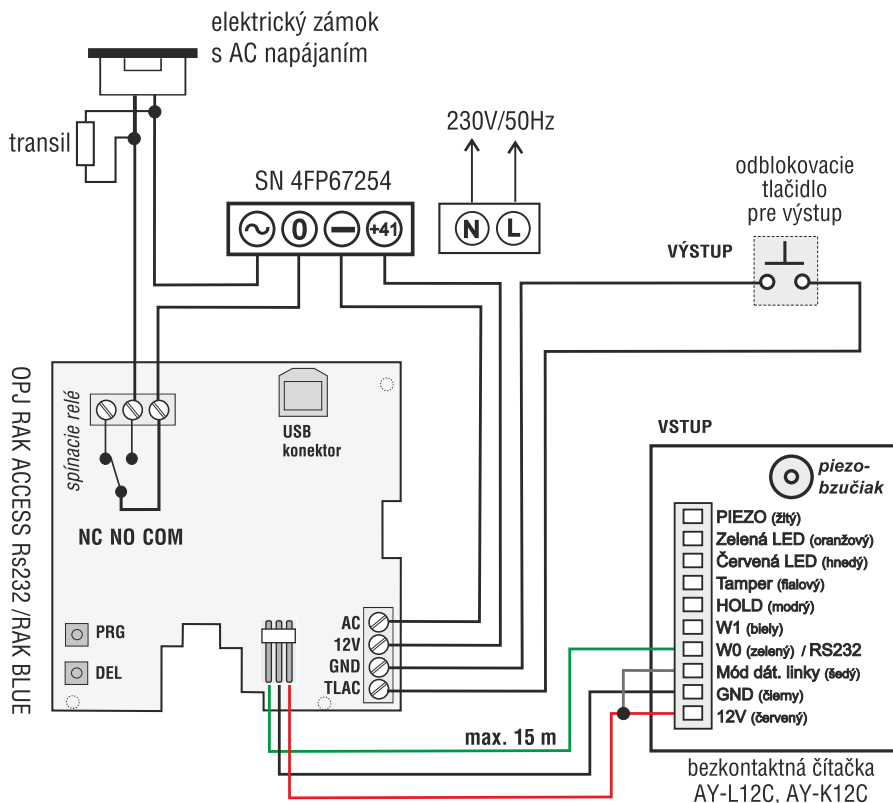 elektrický zámok
s AC napájaním
transil
SN 4FP67254
0
+41
230V/50Hz
N
L
odblokovacie
tlačidlo
pre výstup
VÝSTUP
OPJ RAK ACCESS Rs232 /RAK BLUE
spínacie relé
NC NO COM
USB
konektor
PRG
DEL
AC
12V
GND
TLAC
max. 15 m
VSTUP
piezo-
bzučiak
PIEZO (žltý)
Zelená LED (oranžový)
Červená LED (hnedý)
Tamper (fialový)
HOLD (modrý)
W1 (biely)
W0 (zelený) / RS232
Mód dát. linky (šedý)
GND (čierny)
12V (červený)
bezkontaktná čítačka
AY-L12C, AY-K12C